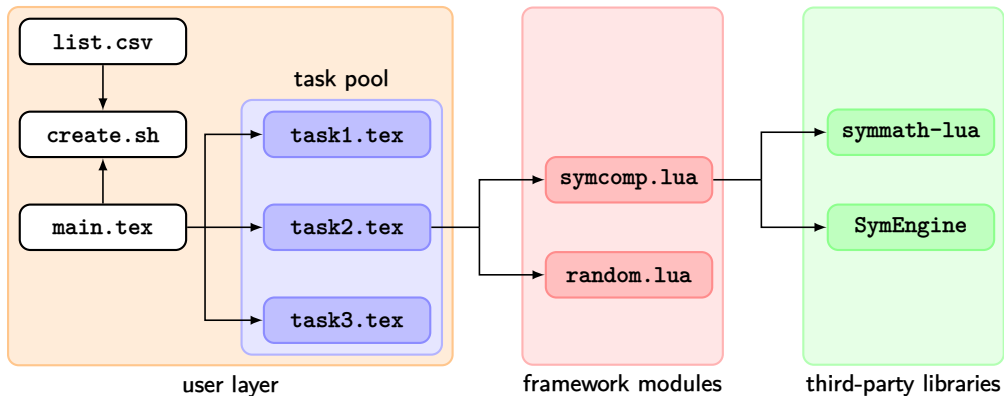 list.csv
task pool
create.sh
task1.tex
symmath-lua
symcomp.lua
main.tex
task2.tex
SymEngine
random.lua
task3.tex
user layer
framework modules
third-party libraries